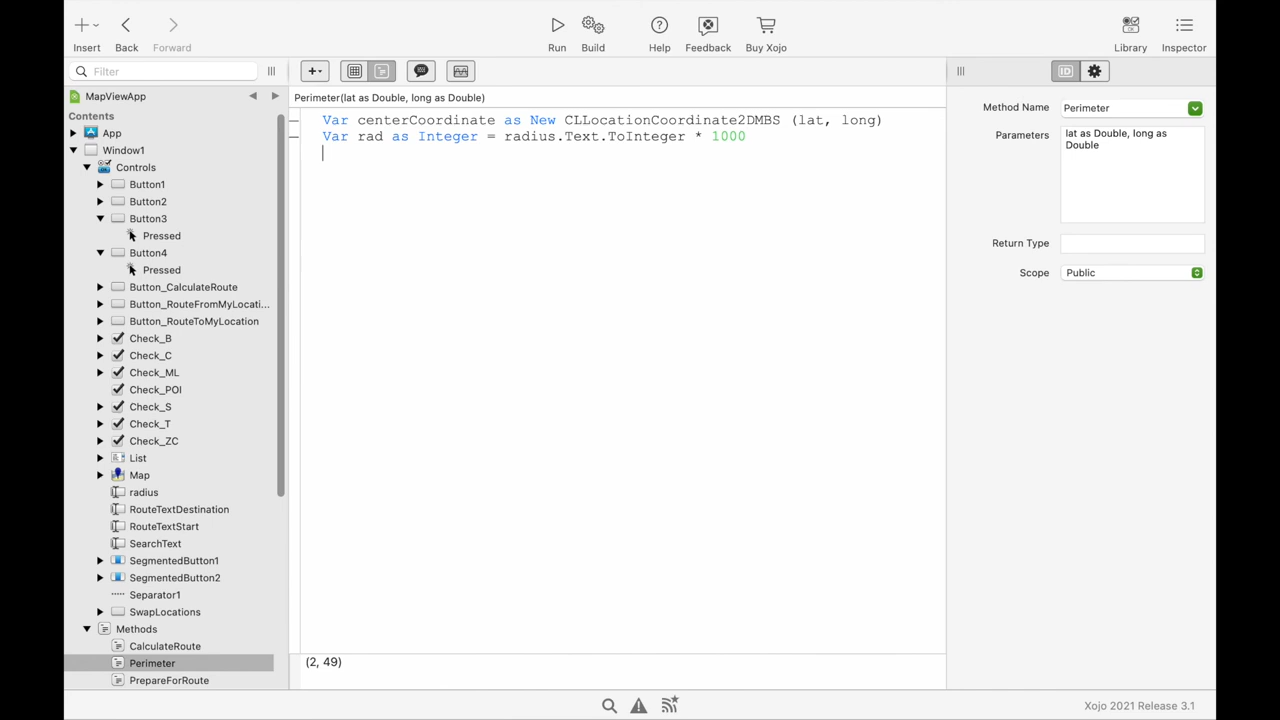 Insert
Back
Forward
Run
Build
Help
Feedback
Buy Xojo
Library
Inspector
Filter
ID
MapViewApp
Contents
App
Window1
Controls
Button1
Button2
Button3
Pressed
Button4
Pressed
Button_CalculateRoute
Button_RouteFromMyLocati...
Button_RouteToMyLocation
Check_B
Check_C
Check_ML
Check_POI
Check_S
Check_T
Check_ZC
List
Map
radius
RouteTextDestination
RouteTextStart
SearchText
SegmentedButton1
SegmentedButton2
Separator1
SwapLocations
Methods
CalculateRoute
Perimeter
PrepareForRoute
Perimeter(lat as Double, long as Double)
Var centerCoordinate as New CLLocationCoordinate2DMBS (lat, long)
Var rad as Integer = radius.Text.ToInteger * 1000
(2, 49)
Method Name
Perimeter
Parameters
lat as Double, long as
Double
Return Type
Scope
Public
Xojo 2021 Release 3.1